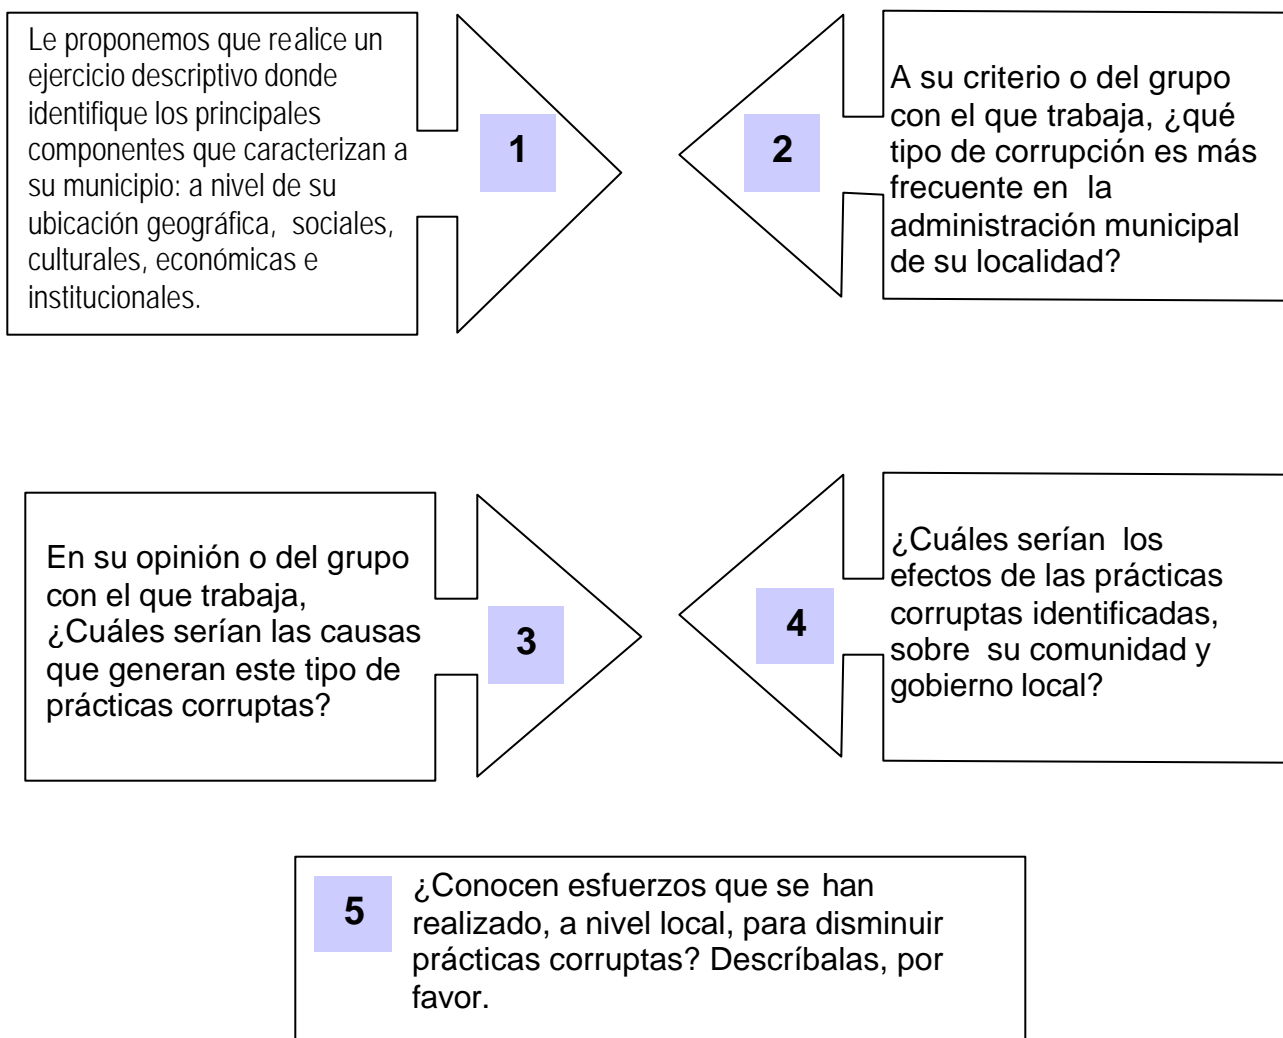 Le proponemos que realice un
ejercicio descriptivo donde
identifique los principales
componentes que caracterizan a
su municipio: a nivel de su
ubicación geográfica, sociales,
culturales, económicas e
institucionales.
1
2
A su criterio o del grupo
con el que trabaja, ¿qué
tipo de corrupción es más
frecuente en la
administración municipal
de su localidad?
En su opinión o del grupo
con el que trabaja,
¿Cuáles serían las causas
que generan este tipo de
prácticas corruptas?
3
4
¿Cuáles serían los
efectos de las prácticas
corruptas identificadas,
sobre su comunidad y
gobierno local?
5
¿Conocen esfuerzos que se han
realizado, a nivel local, para disminuir
prácticas corruptas? Descríbalas, por
favor.